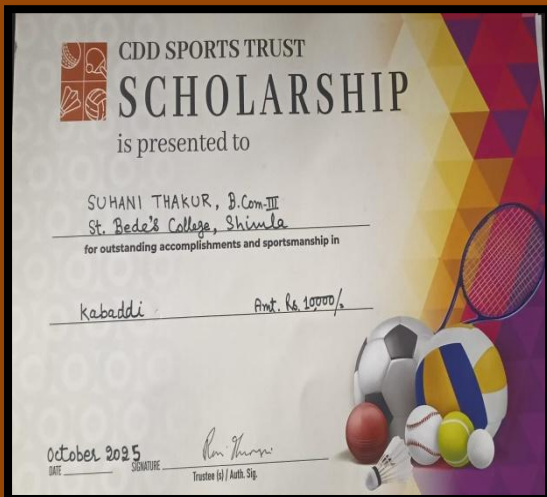 CDD SPORTS TRUST
SCHOLARSHIP
is presented to
SUHANI THAKUR, B.Com-III
St. Bede's College, Shimla
for outstanding accomplishments and sportsmanship in
Kabaddi Amt. Rs. 10,000/-
October 2025
DATE SIGNATURE
Trustee (s) / Auth. Sig.